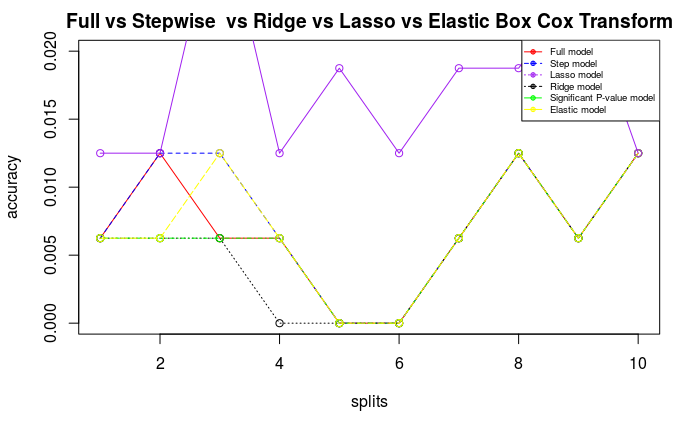 Full vs Stepwise  vs Ridge vs Lasso vs Elastic Box Cox Transform
accuracy
0.020
0.015
0.010
0.005
0.000
Full model
Step model
Lasso model
Ridge model
Significant P-value model
Elastic model
2 4 6 8 10
splits